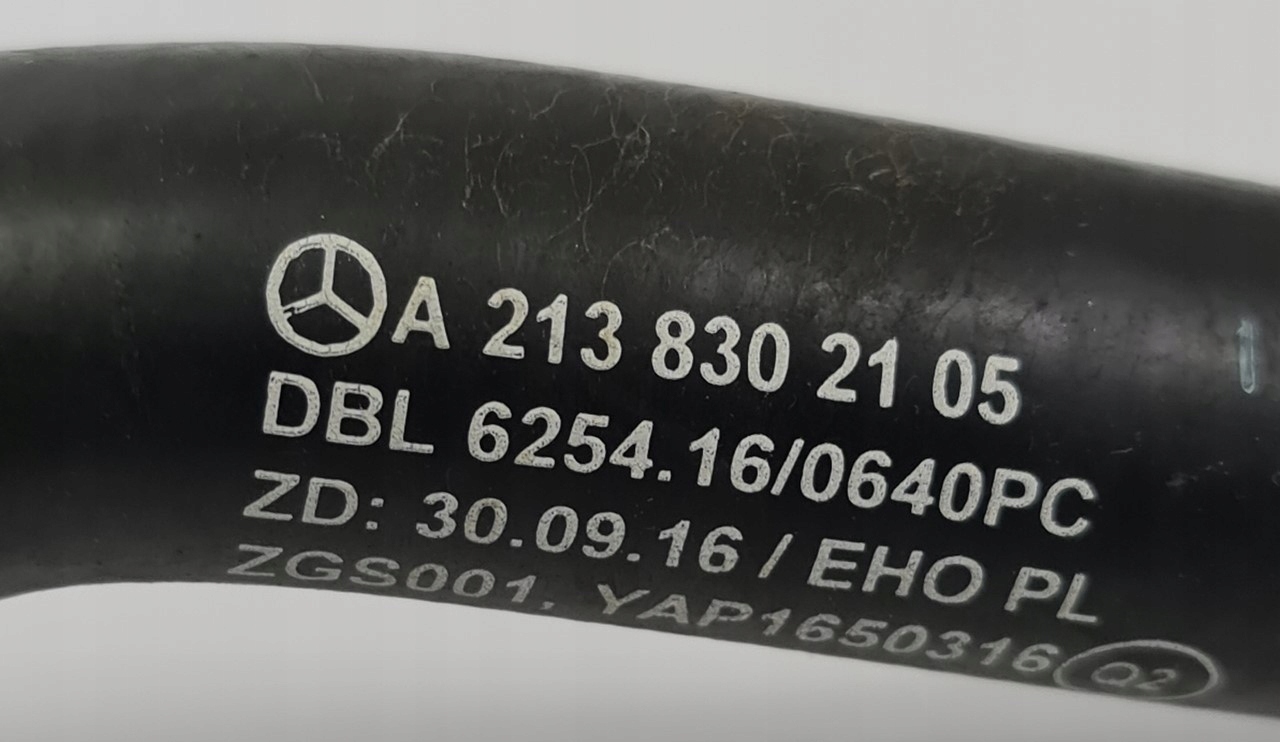 A 213 830 21 05
DBL 6254.16/0640PC
ZD: 30.09.16 / EHO PL
ZGS001, YAP1650316 Q2